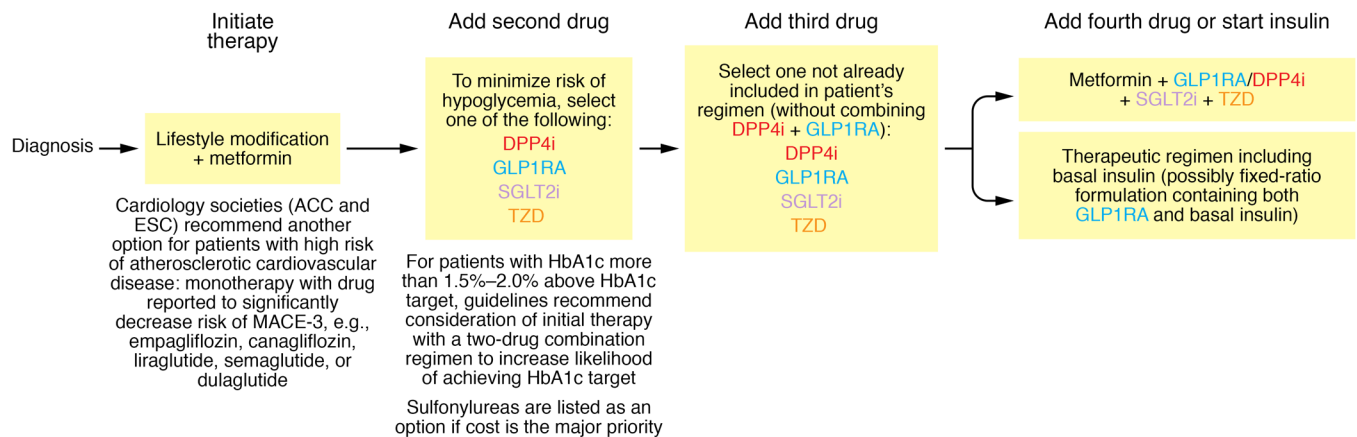 Initiate
therapy
Diagnosis
Lifestyle modification
+ metformin
Cardiology societies (ACC and
ESC) recommend another
option for patients with high risk
of atherosclerotic cardiovascular
disease: monotherapy with drug
reported to significantly
decrease risk of MACE-3, e.g.,
empagliflozin, canagliflozin,
liraglutide, semaglutide, or
dulaglutide
Add second drug
To minimize risk of
hypoglycemia, select
one of the following:
DPP4i
GLP1RA
SGLT2i
TZD
For patients with HbA1c more
than 1.5%–2.0% above HbA1c
target, guidelines recommend
consideration of initial therapy
with a two-drug combination
regimen to increase likelihood
of achieving HbA1c target
Sulfonylureas are listed as an
option if cost is the major priority
Add third drug
Select one not already
included in patient's
regimen (without combining
DPP4i + GLP1RA):
DPP4i
GLP1RA
SGLT2i
TZD
Add fourth drug or start insulin
Metformin + GLP1RA/DPP4i
+ SGLT2i + TZD
Therapeutic regimen including
basal insulin (possibly fixed-ratio
formulation containing both
GLP1RA and basal insulin)